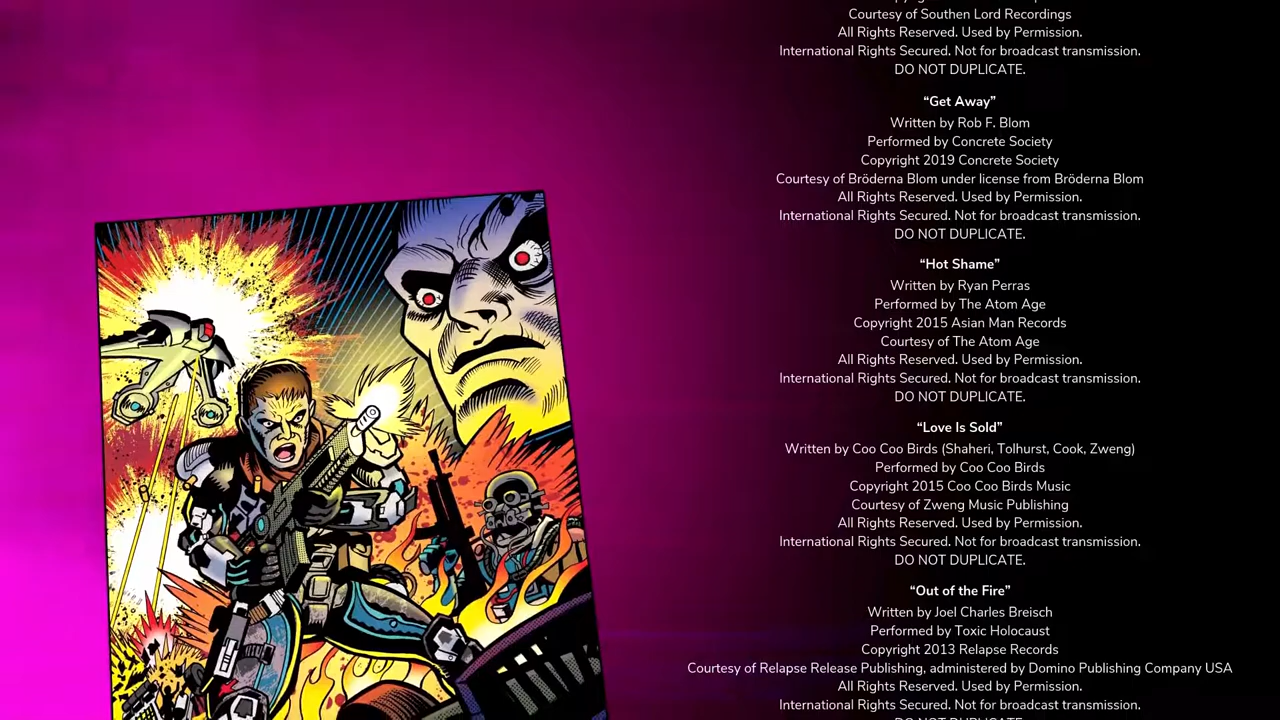 Courtesy of Southen Lord Recordings
All Rights Reserved. Used by Permission.
International Rights Secured. Not for broadcast transmission.
DO NOT DUPLICATE.
“Get Away”
Written by Rob F. Blom
Performed by Concrete Society
Copyright 2019 Concrete Society
Courtesy of Bröderna Blom under license from Bröderna Blom
All Rights Reserved. Used by Permission.
International Rights Secured. Not for broadcast transmission.
DO NOT DUPLICATE.
“Hot Shame”
Written by Ryan Perras
Performed by The Atom Age
Copyright 2015 Asian Man Records
Courtesy of The Atom Age
All Rights Reserved. Used by Permission.
International Rights Secured. Not for broadcast transmission.
DO NOT DUPLICATE.
“Love Is Sold”
Written by Coo Coo Birds (Shaheri, Tolhurst, Cook, Zweng)
Performed by Coo Coo Birds
Copyright 2015 Coo Coo Birds Music
Courtesy of Zweng Music Publishing
All Rights Reserved. Used by Permission.
International Rights Secured. Not for broadcast transmission.
DO NOT DUPLICATE.
“Out of the Fire”
Written by Joel Charles Breisch
Performed by Toxic Holocaust
Copyright 2013 Relapse Records
Courtesy of Relapse Release Publishing, administered by Domino Publishing Company USA
All Rights Reserved. Used by Permission.
International Rights Secured. Not for broadcast transmission.